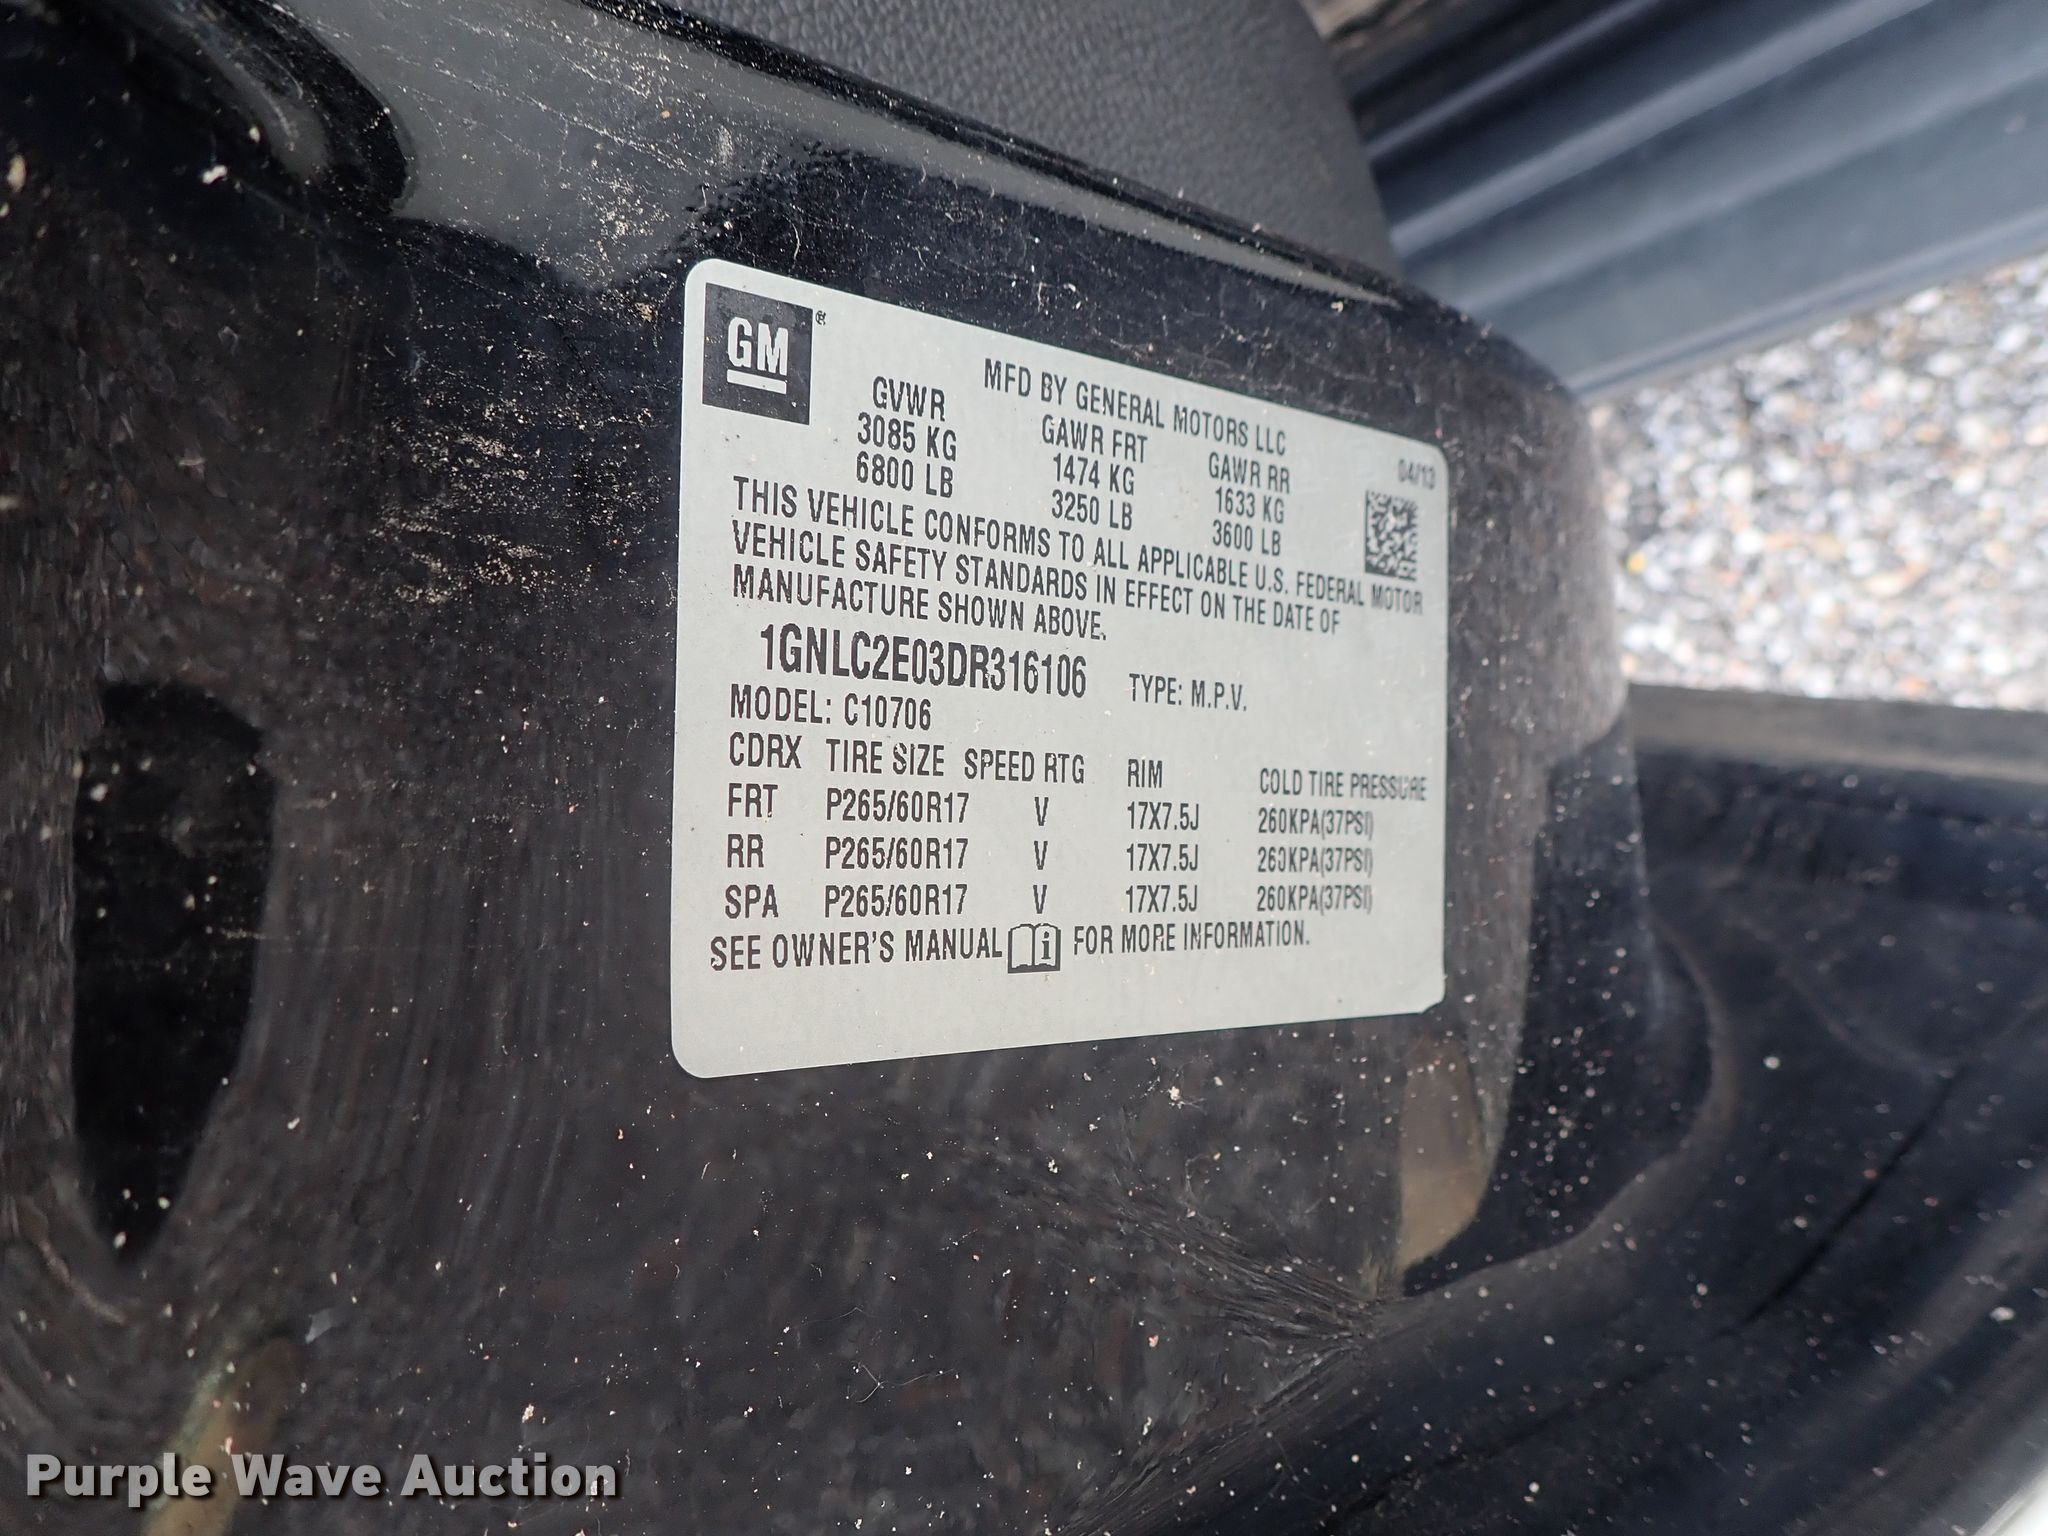 GM
MFD BY GENERAL MOTORS LLC
04/13
GVWR GAWR FRT GAWR RR
3085 KG 1474 KG 1633 KG
6800 LB 3250 LB 3600 LB
THIS VEHICLE CONFORMS TO ALL APPLICABLE U.S. FEDERAL MOTOR
VEHICLE SAFETY STANDARDS IN EFFECT ON THE DATE OF
MANUFACTURE SHOWN ABOVE.
1GNLC2E03DR316106 TYPE: M.P.V.
MODEL: C10706
CDRX TIRE SIZE SPEED RTG RIM COLD TIRE PRESSURE
FRT P265/60R17 V 17X7.5J 260KPA(37PSI)
RR P265/60R17 V 17X7.5J 260KPA(37PSI)
SPA P265/60R17 V 17X7.5J 260KPA(37PSI)
SEE OWNER'S MANUAL i FOR MORE INFORMATION.
Purple Wave Auction